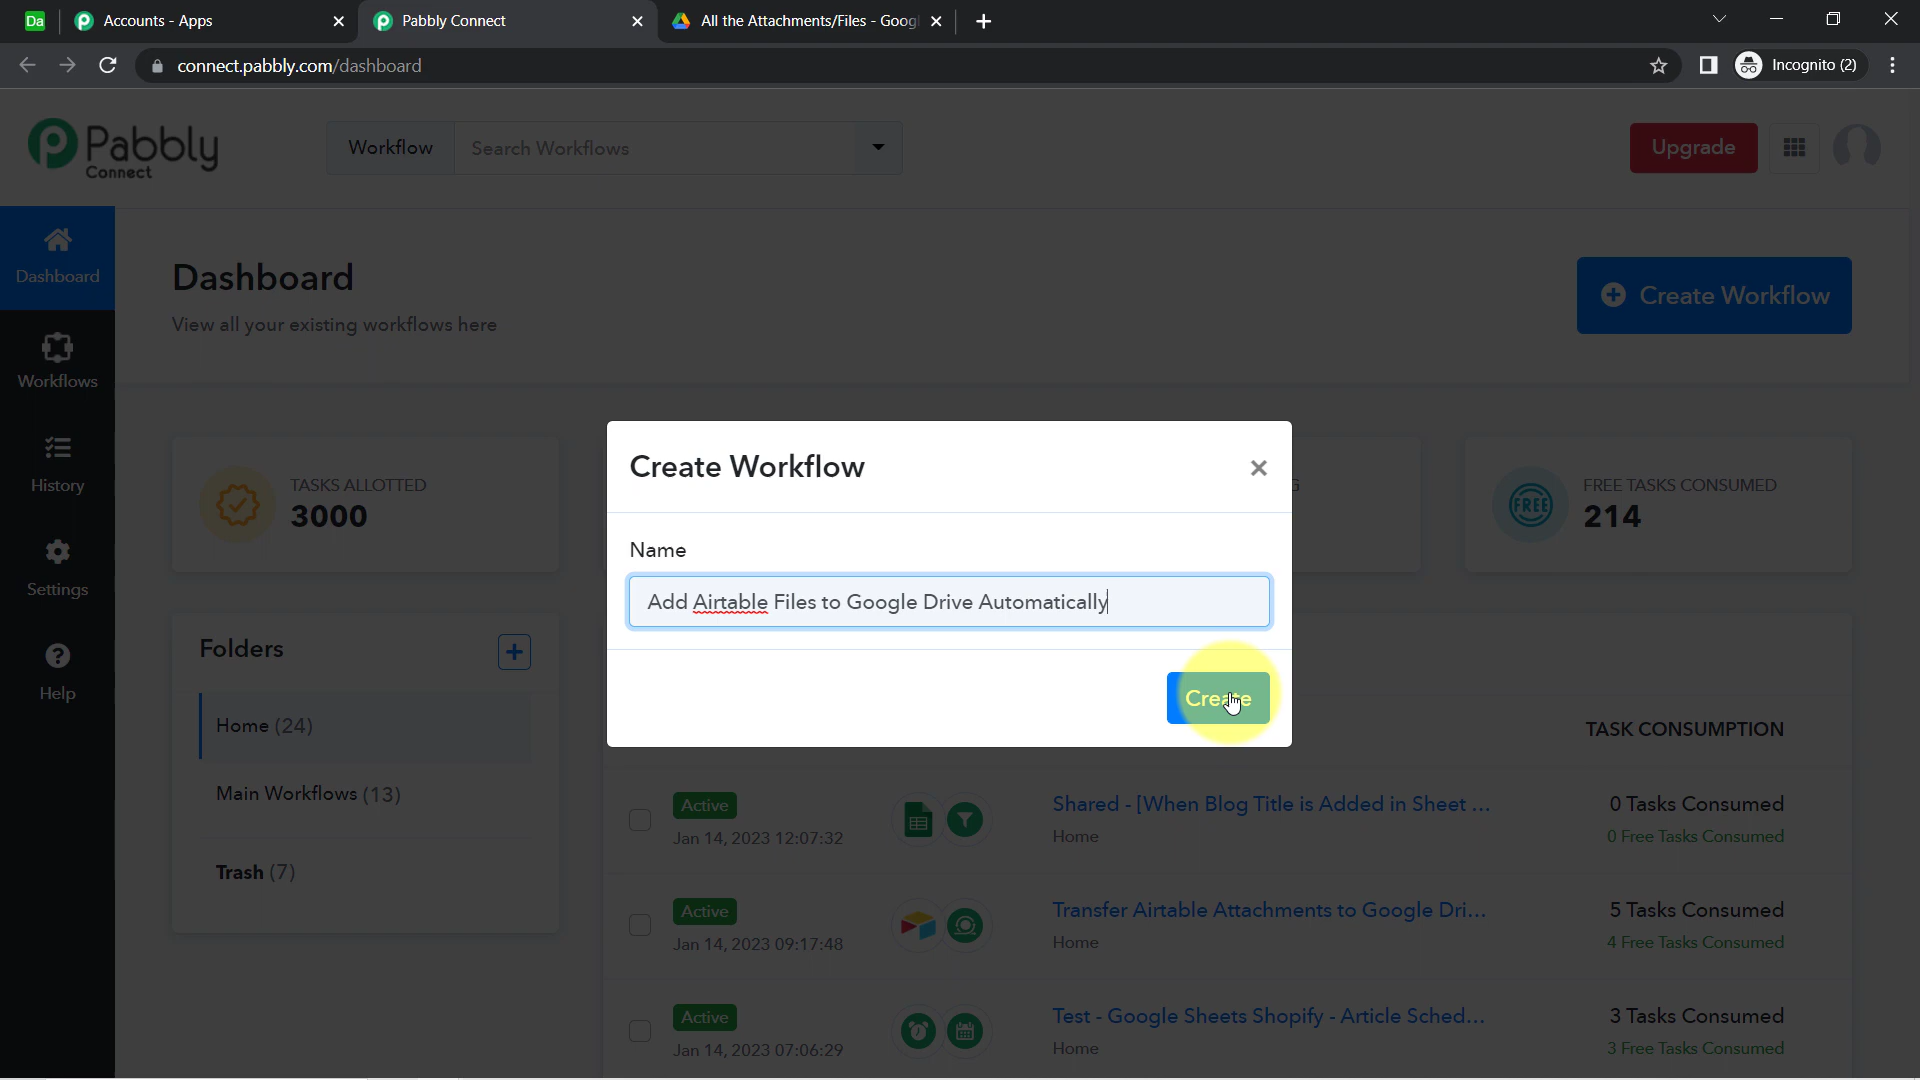 Da
Accounts - Apps
Pabbly Connect
All the Attachments/Files - Goog
connect.pabbly.com/dashboard
Incognito (2)
Pabbly
Connect
Workflow
Search Workflows
Upgrade
Dashboard
Dashboard
View all your existing workflows here
Create Workflow
Workflows
History
Settings
Help
TASKS ALLOTTED
3000
G
FREE
FREE TASKS CONSUMED
214
Create Workflow
Name
Add Airtable Files to Google Drive Automatically
Create
Folders
Home (24)
Main Workflows (13)
Trash (7)
TASK CONSUMPTION
Active
Jan 14, 2023 12:07:32
Shared - [When Blog Title is Added in Sheet ...
Home
0 Tasks Consumed
0 Free Tasks Consumed
Active
Jan 14, 2023 09:17:48
Transfer Airtable Attachments to Google Dri...
Home
5 Tasks Consumed
4 Free Tasks Consumed
Active
Jan 14, 2023 07:06:29
Test - Google Sheets Shopify - Article Sched...
Home
3 Tasks Consumed
3 Free Tasks Consumed